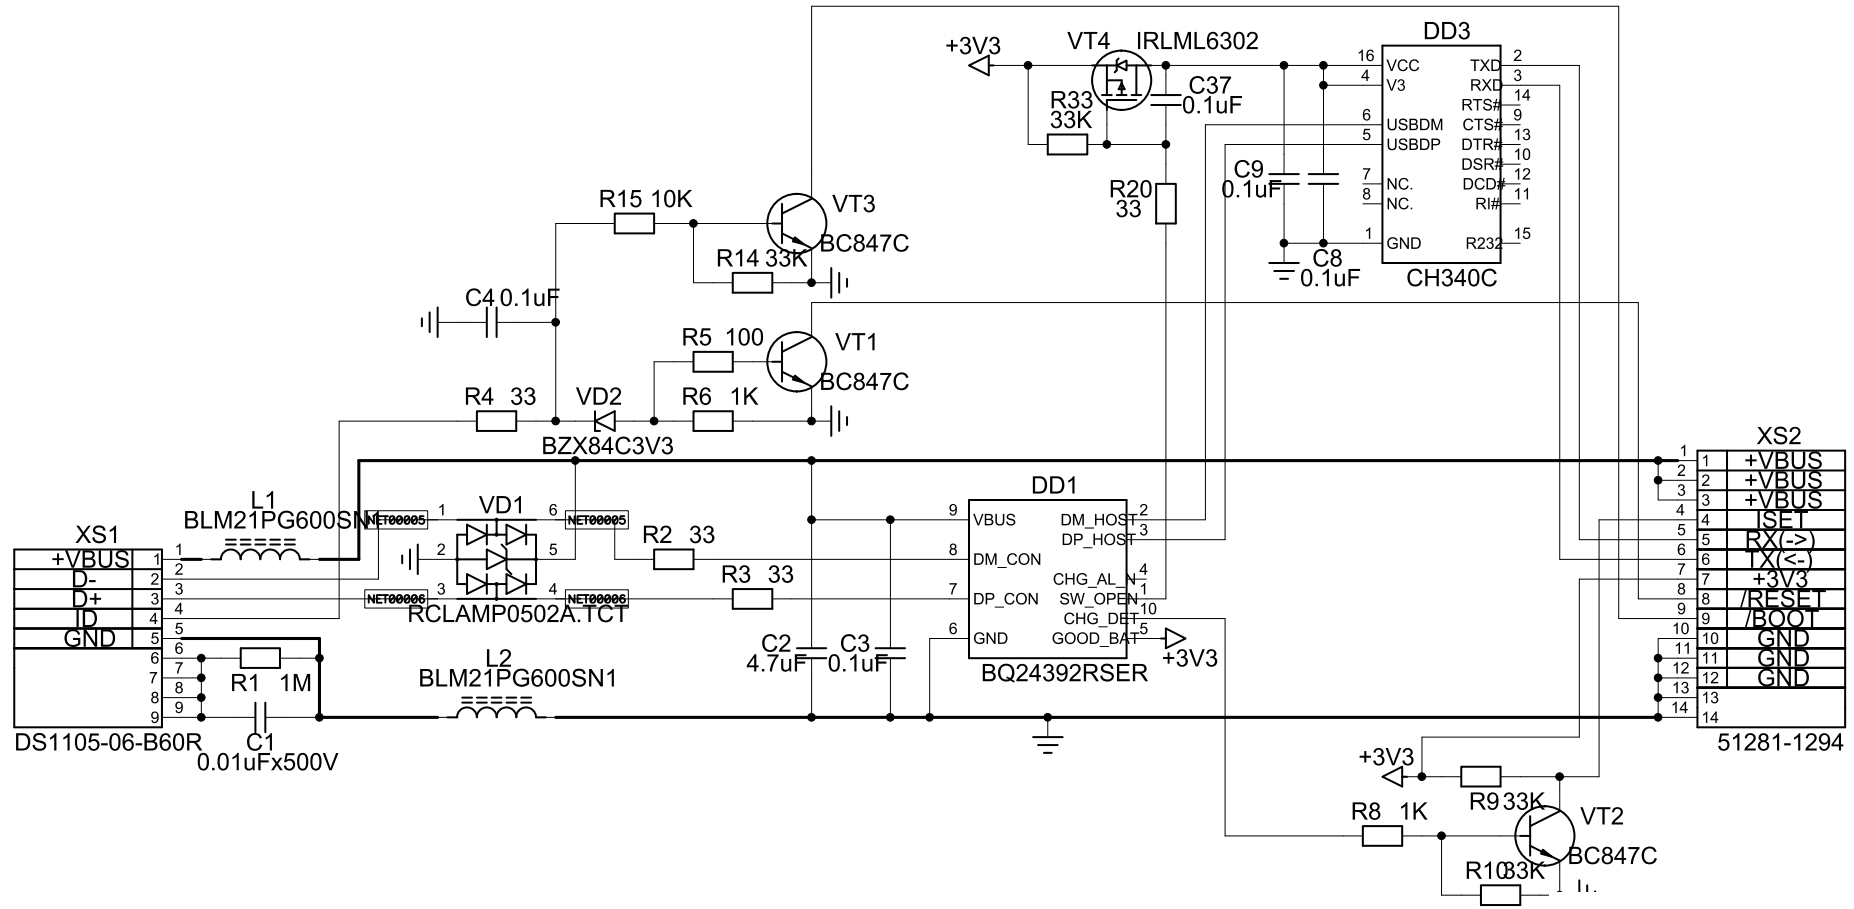 DD3
+3V3
VT4 IRLML6302
16 VCC TXD 2
4 V3 RXD 3
RTS# 14
6 USBDM CTS# 9
5 USBDP DTR# 13
DSR# 10
7 NC. DCD# 12
8 NC. RI# 11
1 GND R232 15
CH340C
R33
33K
C37
0.1uF
R20
33
C9
0.1uF
C8
0.1uF
R15 10K
VT3
BC847C
R14 33K
C4 0.1uF
R5 100
VT1
BC847C
R4 33
VD2
R6 1K
BZX84C3V3
XS2
1 1 +VBUS
2 2 +VBUS
3 3 +VBUS
4 4 ISET
5 5 RX(->)
6 6 TX(<-)
7 7 +3V3
8 8 /RESET
9 9 /BOOT
10 10 GND
11 11 GND
12 12 GND
13 13
14 14
51281-1294
L1
BLM21PG600SN1
XS1
+VBUS 1 1
D- 2 2
D+ 3 3
ID 4 4
GND 5 5
6 6
7 7
8 8
9 9
DS1105-06-B60R
R1 1M
C1
0.01uFx500V
VD1
NET00005 1 6 NET00005
2 5
NET00006 3 4 NET00006
RCLAMP0502A.TCT
R2 33
R3 33
L2
BLM21PG600SN1
C2
4.7uF
C3
0.1uF
DD1
9 VBUS DM_HOST 2
DP_HOST 3
8 DM_CON
CHG_AL_N 4
7 DP_CON SW_OPEN 1
CHG_DET 10
6 GND GOOD_BAT 5
+3V3
BQ24392RSER
+3V3
R9 33K
R8 1K
VT2
BC847C
R10 33K